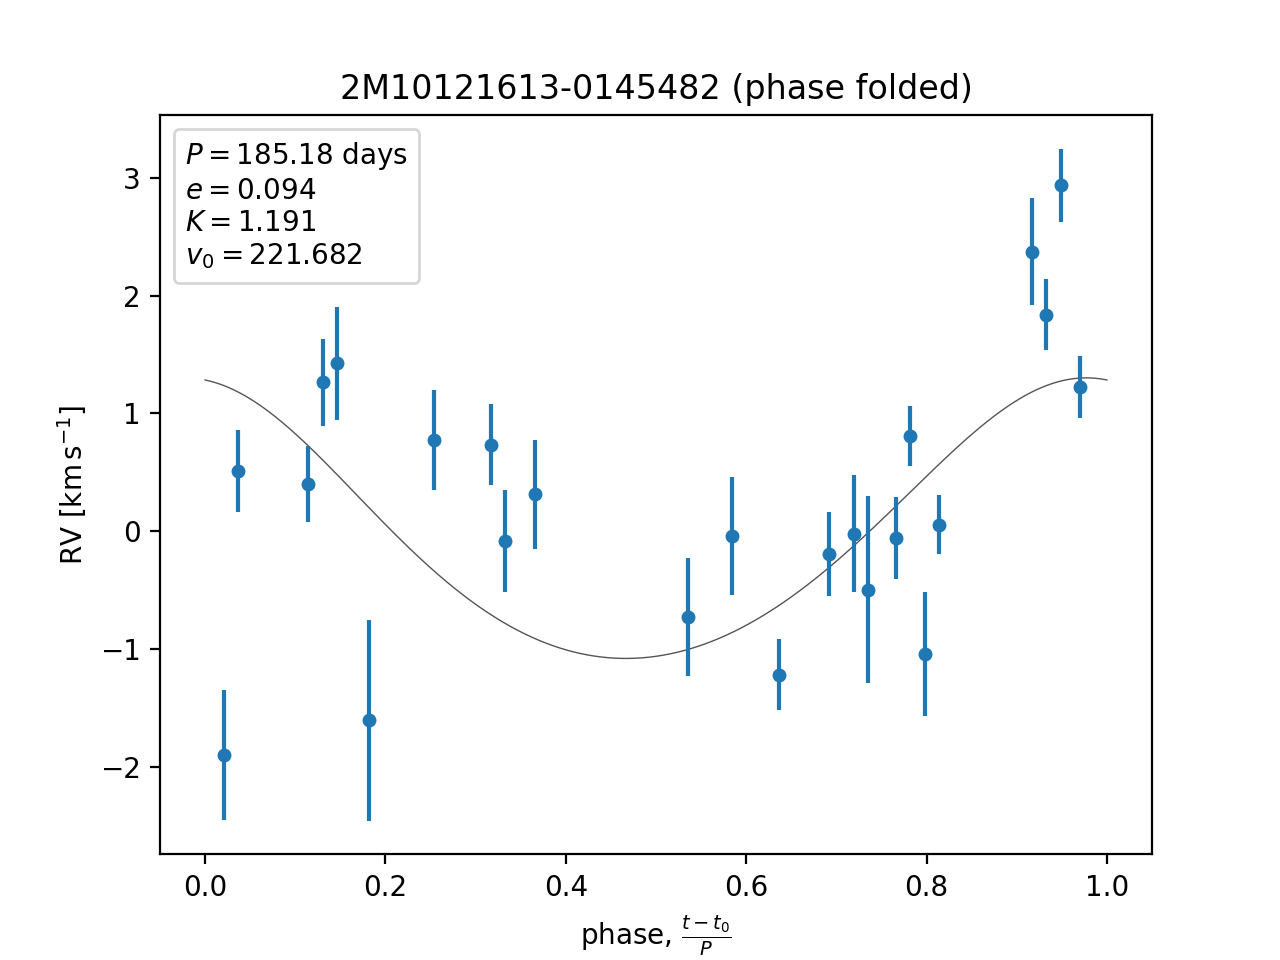 2M10121613-0145482 (phase folded)
P = 185.18 days
e = 0.094
K = 1.191
v₀ = 221.682
3
2
1
0
−1
−2
RV [km s⁻¹]
0.0 0.2 0.4 0.6 0.8 1.0
phase, (t − t₀)/P